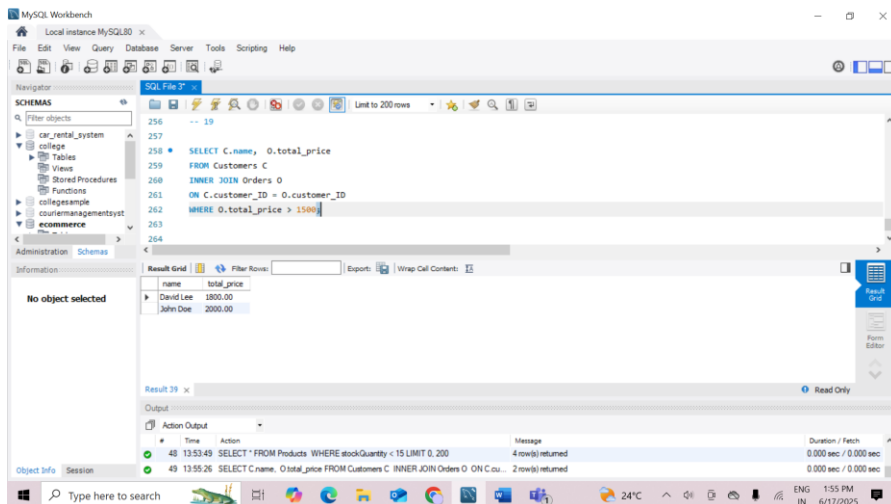 MySQL Workbench
Local instance MySQL80 ×
File Edit View Query Database Server Tools Scripting Help
Navigator
SQL File 3* ×
SCHEMAS
Filter objects
car_rental_system
college
Tables
Views
Stored Procedures
Functions
collegesample
couriermanagementsyst
ecommerce
Administration Schemas
Information
No object selected
Object Info Session
Limit to 200 rows
256 -- 19
257
258 SELECT C.name, O.total_price
259 FROM Customers C
260 INNER JOIN Orders O
261 ON C.customer_ID = O.customer_ID
262 WHERE O.total_price > 1500;
263
264
Result Grid Filter Rows: Export: Wrap Cell Content:
name total_price
David Lee 1800.00
John Doe 2000.00
Result Grid
Form Editor
Result 39 ×
Read Only
Output
Action Output
# Time Action Message Duration / Fetch
48 13:53:49 SELECT * FROM Products WHERE stockQuantity < 15 LIMIT 0, 200 4 row(s) returned 0.000 sec / 0.000 sec
49 13:55:26 SELECT C.name, O.total_price FROM Customers C INNER JOIN Orders O ON C.cu... 2 row(s) returned 0.000 sec / 0.000 sec
Type here to search
24°C
ENG
IN
1:55 PM
6/17/2025